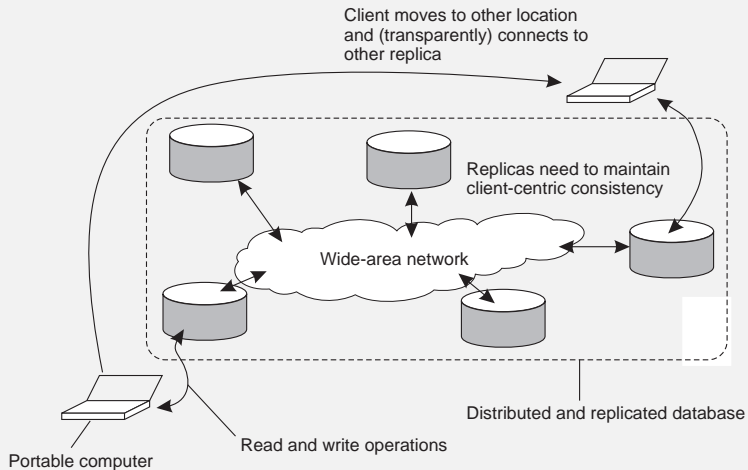 Client moves to other location
and (transparently) connects to
other replica
Replicas need to maintain
client-centric consistency
Wide-area network
Distributed and replicated database
Read and write operations
Portable computer